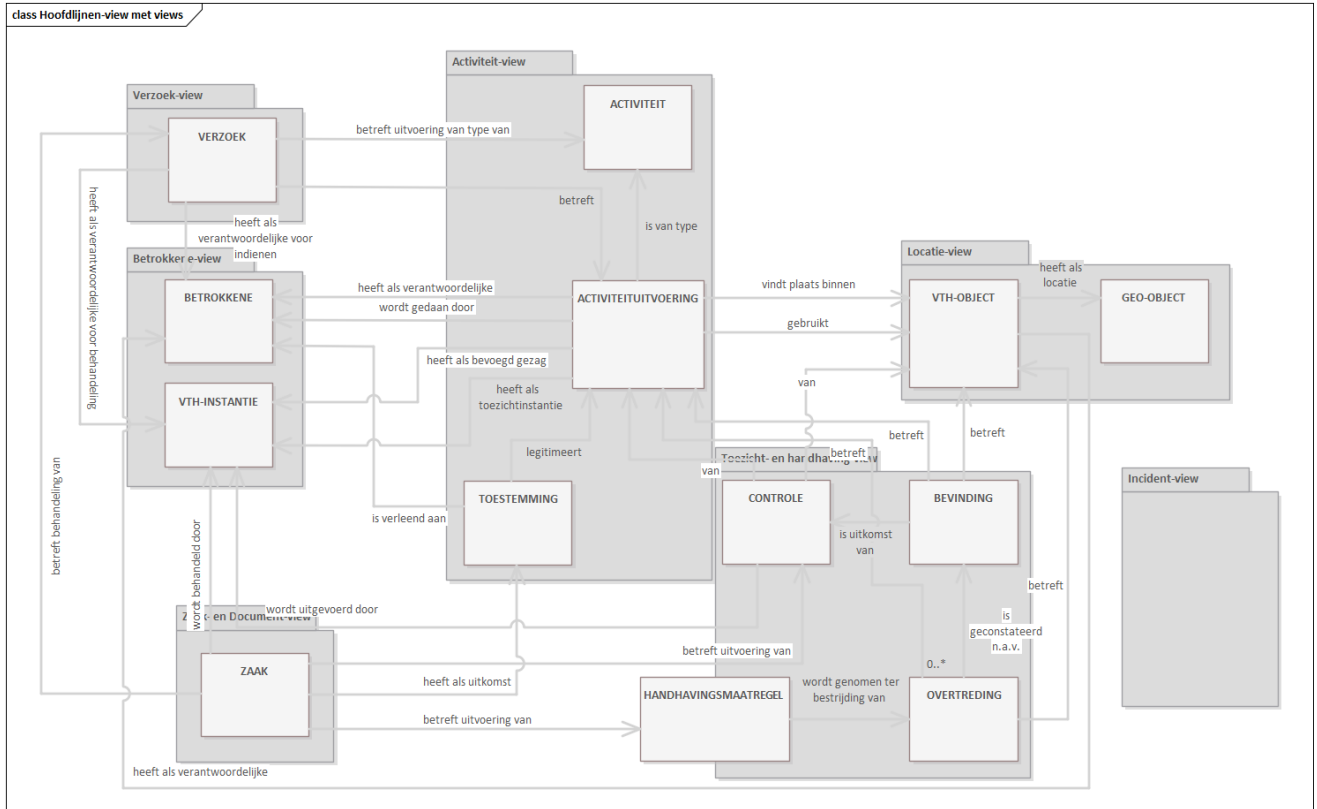 class Hoofdlijnen-view met views
Activiteit-view
Verzoek-view
ACTIVITEIT
VERZOEK
betreft uitvoering van type van
heeft als verantwoordelijke voor behandeling
betreft
heeft als
verantwoordelijke voor
indienen
is van type
Betrokkene-view
Locatie-view
heeft als
locatie
BETROKKENE
heeft als verantwoordelijke
wordt gedaan door
ACTIVITEITUITVOERING
vindt plaats binnen
gebruikt
VTH-OBJECT
GEO-OBJECT
heeft als bevoegd gezag
VTH-INSTANTIE
heeft als
toezichtinstantie
van
betreft
betreft
betreft
legitimeert
Toezicht- en handhaving-view
van
Incident-view
TOESTEMMING
CONTROLE
BEVINDING
is verleend aan
is uitkomst
van
betreft behandeling van
wordt behandeld door
betreft
Zaak- en Document-view
wordt uitgevoerd door
is
geconstateerd
n.a.v.
betreft uitvoering van
0..*
ZAAK
heeft als uitkomst
HANDHAVINGSMAATREGEL
wordt genomen ter
bestrijding van
OVERTREDING
betreft uitvoering van
heeft als verantwoordelijke